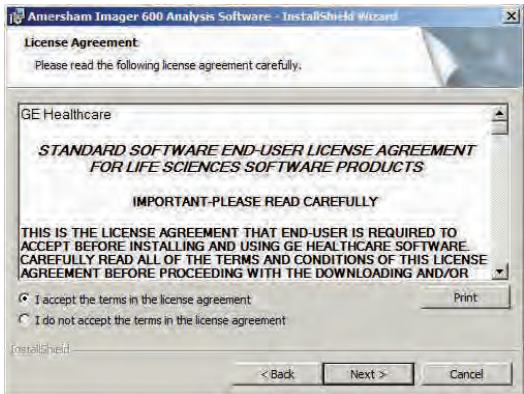 Amersham Imager 600 Analysis Software - InstallShield Wizard
License Agreement
Please read the following license agreement carefully.
GE Healthcare
STANDARD SOFTWARE END-USER LICENSE AGREEMENT
FOR LIFE SCIENCES SOFTWARE PRODUCTS
IMPORTANT-PLEASE READ CAREFULLY
THIS IS THE LICENSE AGREEMENT THAT END-USER IS REQUIRED TO
ACCEPT BEFORE INSTALLING AND USING GE HEALTHCARE SOFTWARE.
CAREFULLY READ ALL OF THE TERMS AND CONDITIONS OF THIS LICENSE
AGREEMENT BEFORE PROCEEDING WITH THE DOWNLOADING AND/OR
I accept the terms in the license agreement
Print
I do not accept the terms in the license agreement
InstallShield
< Back
Next >
Cancel